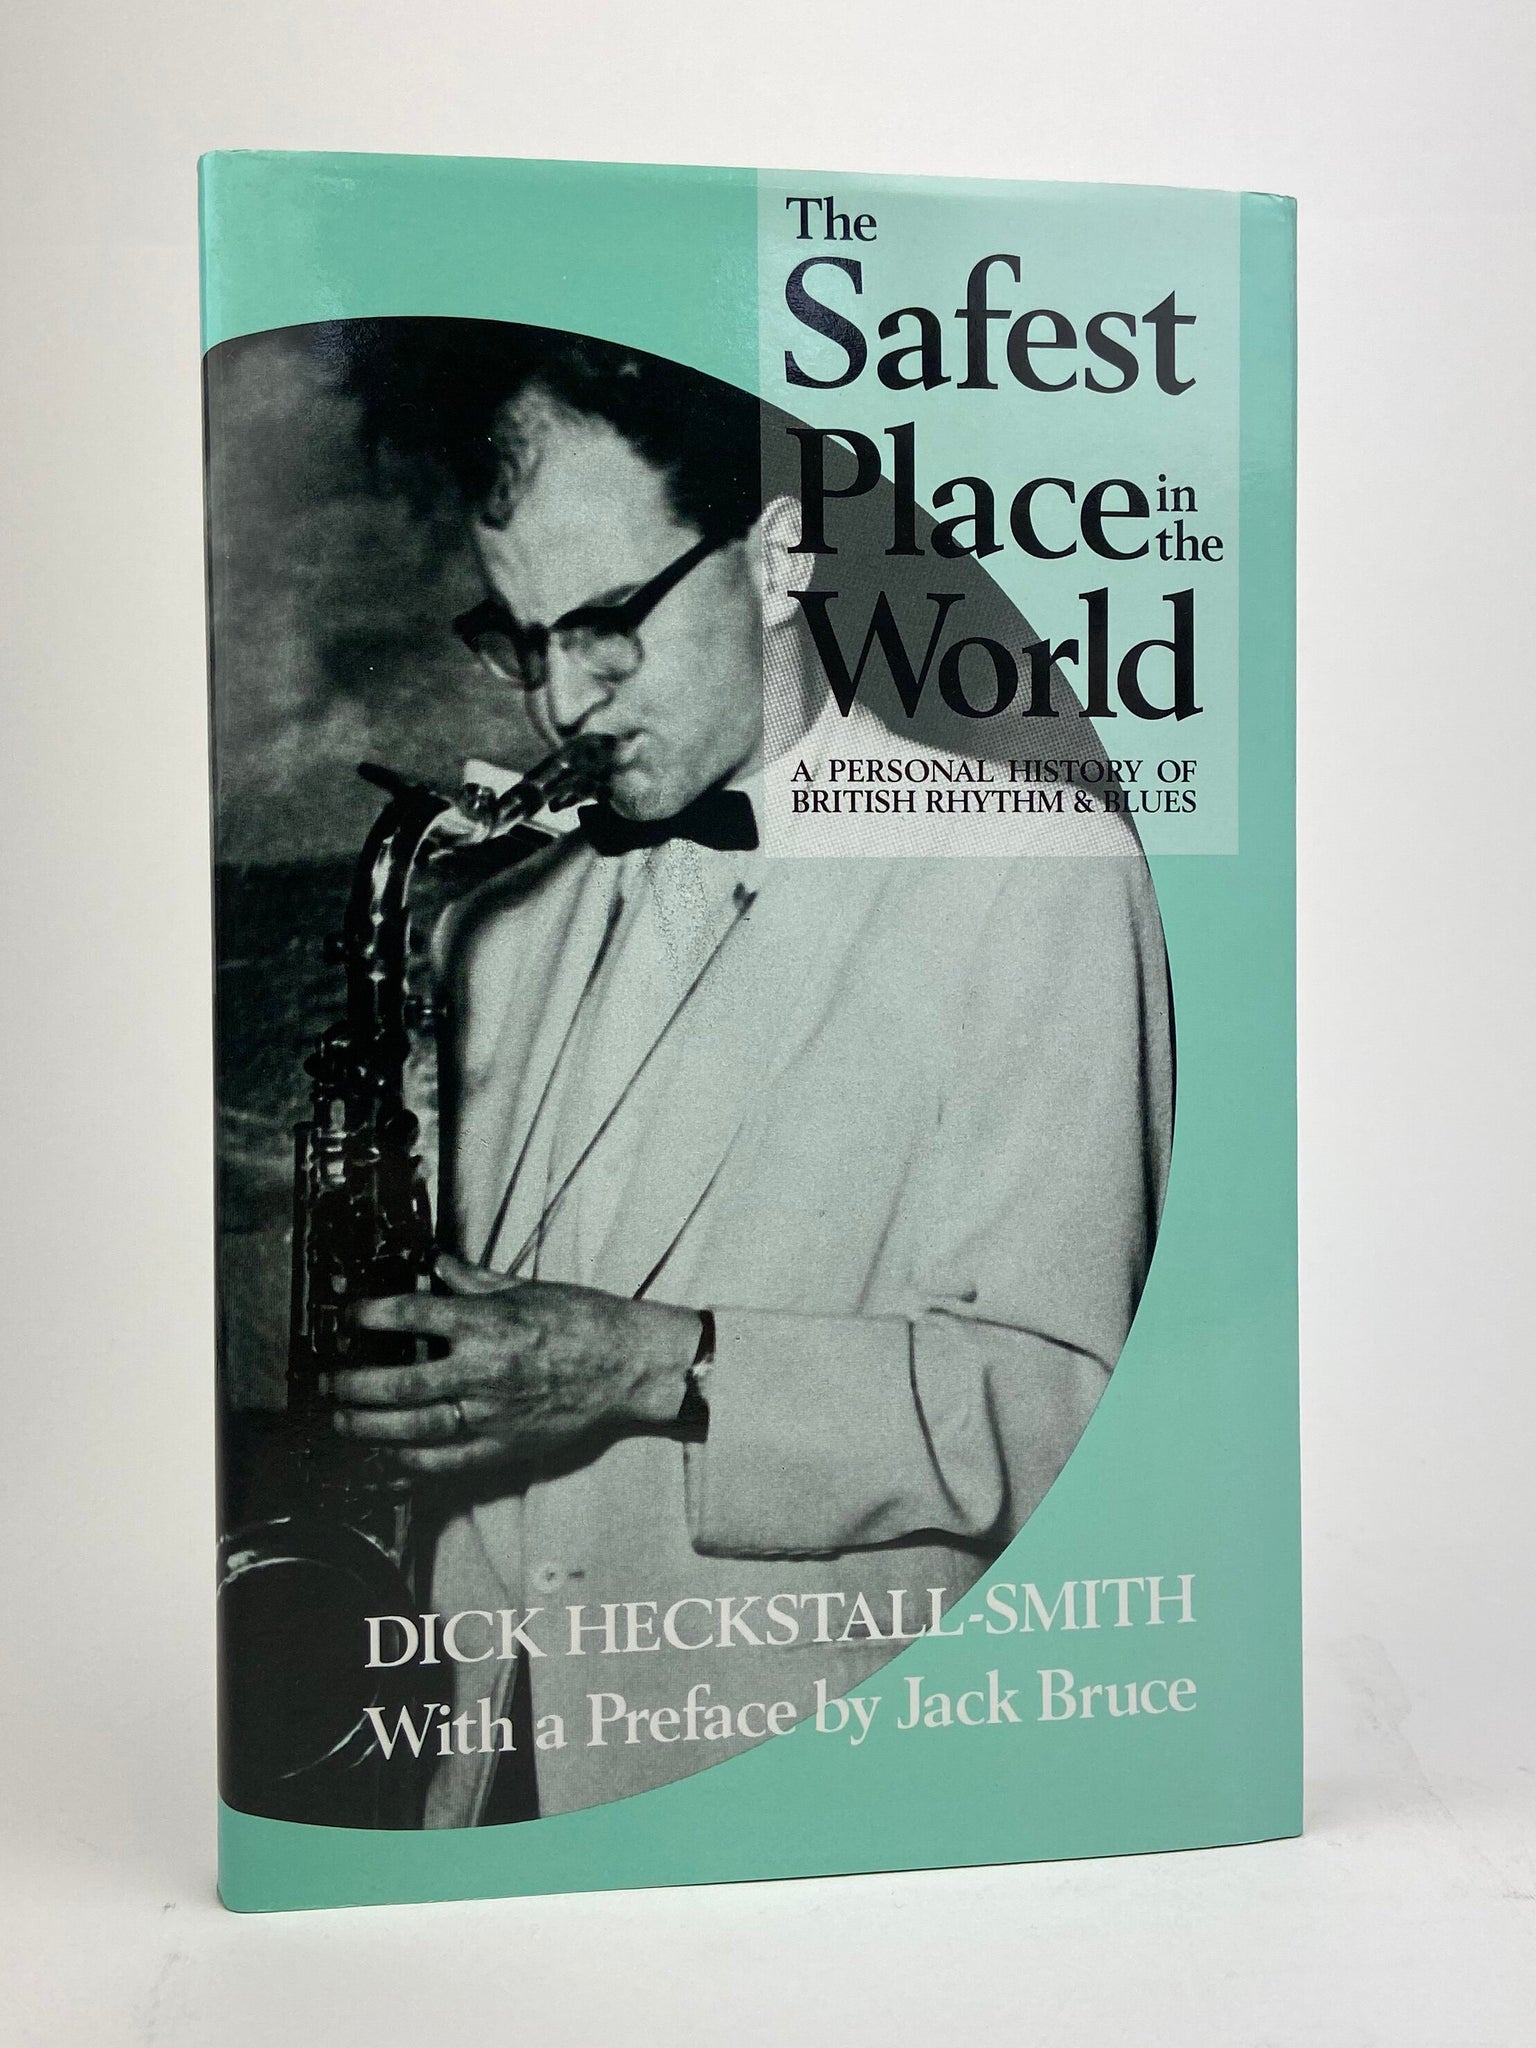 The
Safest
Place in the
World
A PERSONAL HISTORY OF
BRITISH RHYTHM & BLUES
DICK HECKSTALL-SMITH
With a Preface by Jack Bruce